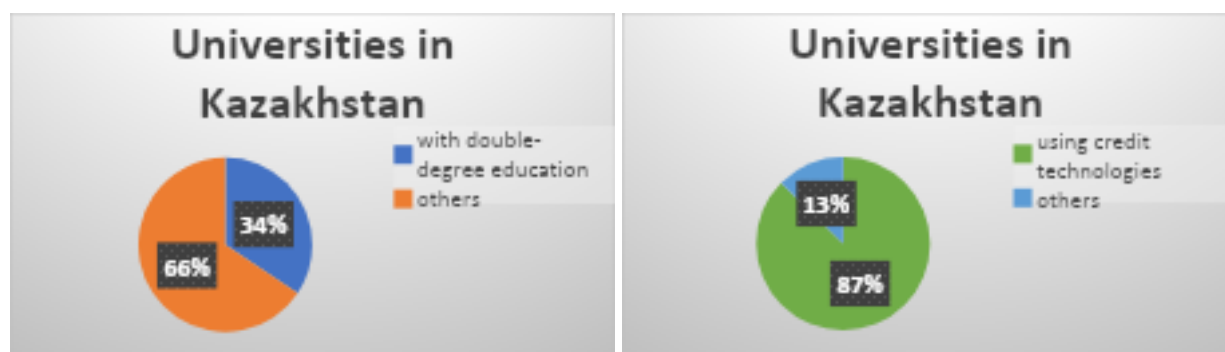 Universities in
Kazakhstan
with double-
degree education
others
34%
66%
Universities in
Kazakhstan
using credit
technologies
others
13%
87%